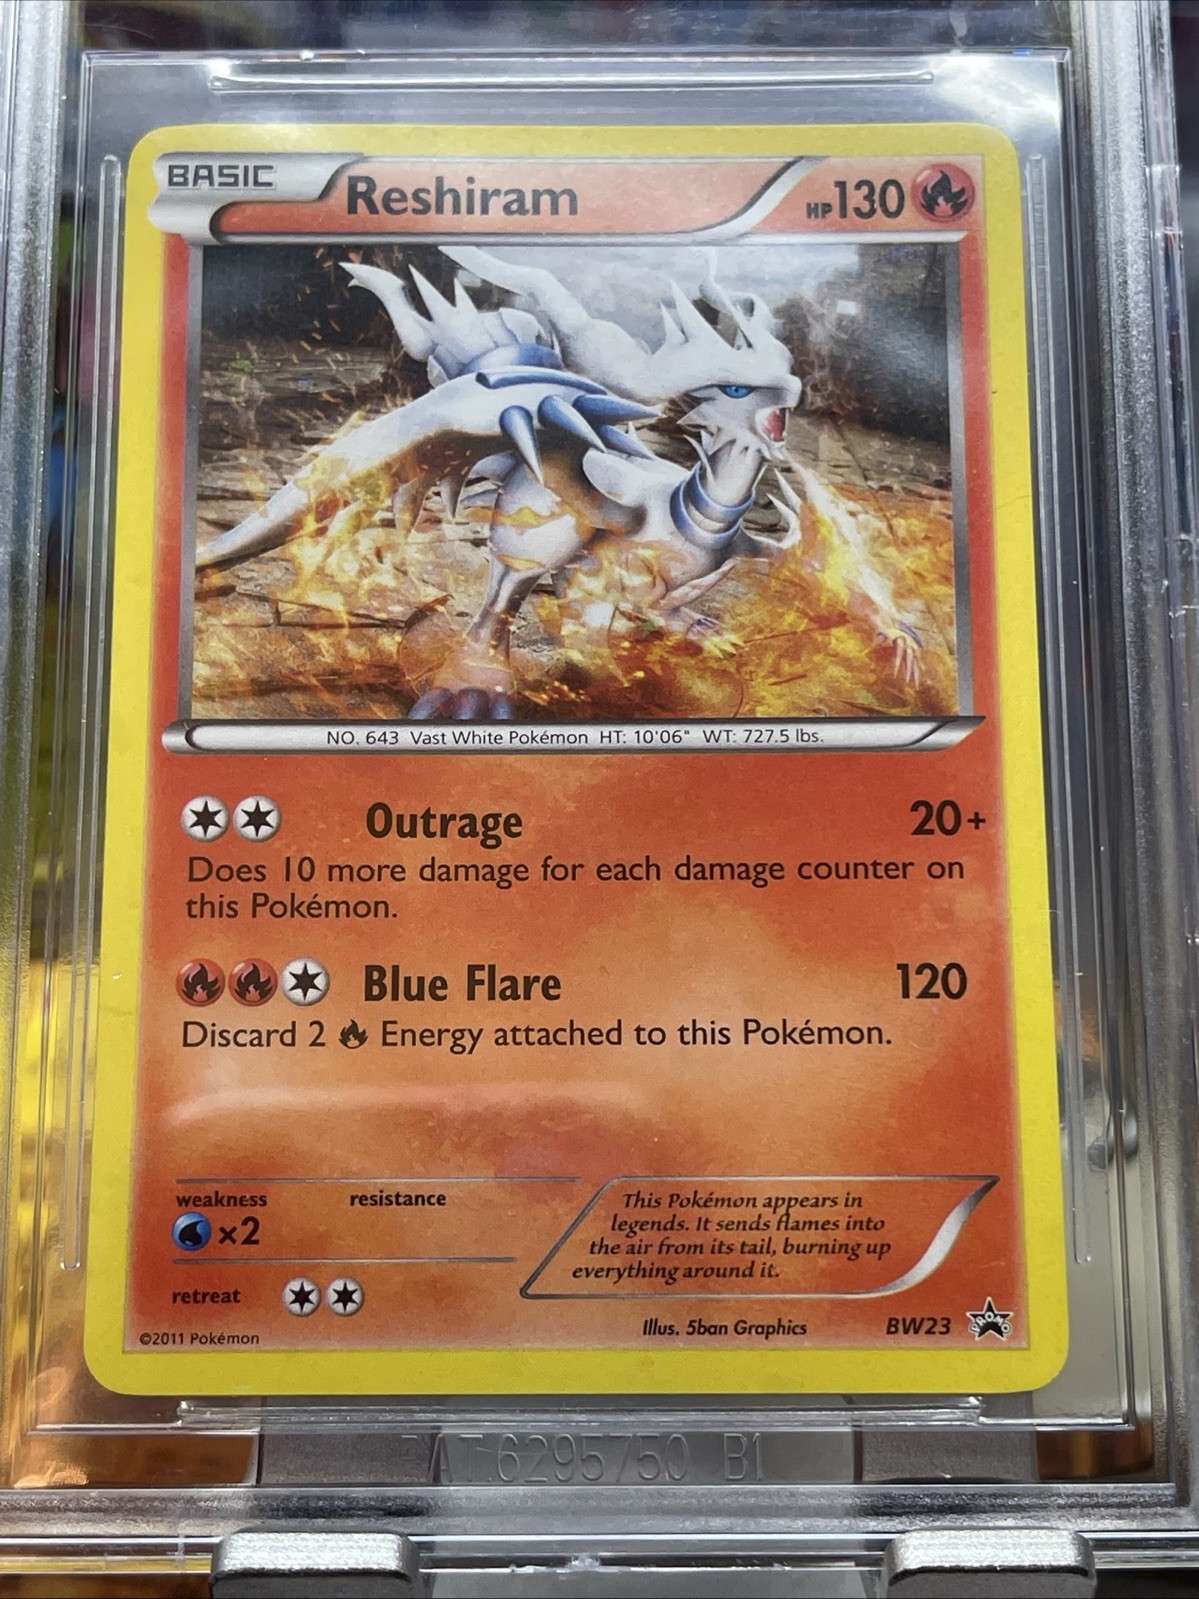 BASIC
Reshiram
HP130
NO. 643 Vast White Pokémon HT: 10'06" WT: 727.5 lbs.
Outrage 20+
Does 10 more damage for each damage counter on
this Pokémon.
Blue Flare 120
Discard 2 Energy attached to this Pokémon.
weakness resistance
×2
This Pokémon appears in
legends. It sends flames into
the air from its tail, burning up
everything around it.
retreat
©2011 Pokémon
Illus. 5ban Graphics
BW23
PROMO
PAT. 6295750 B1